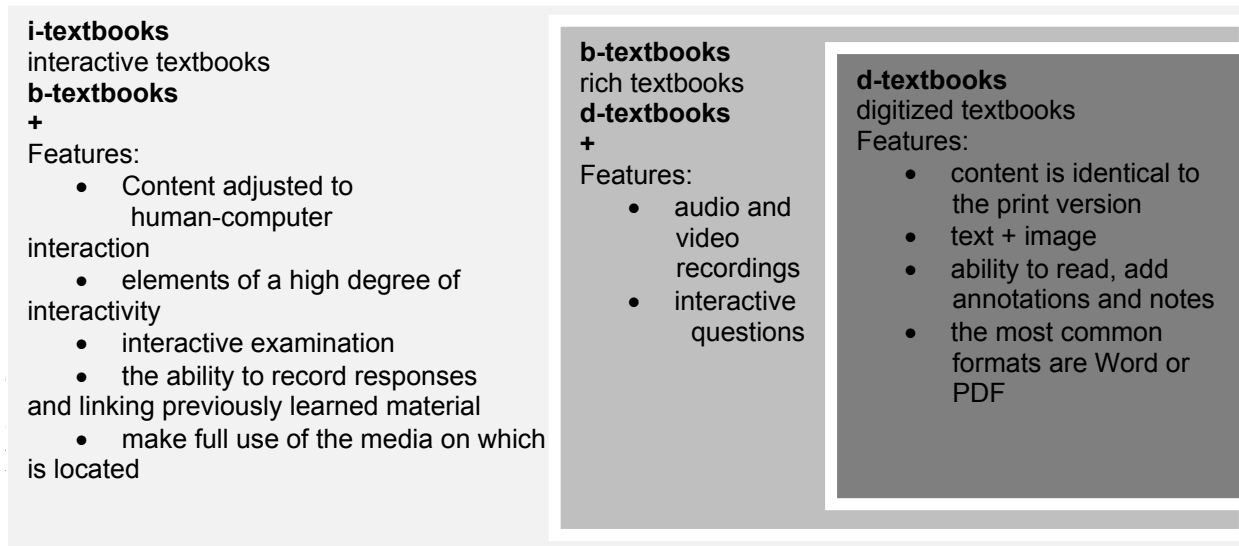 i-textbooks
interactive textbooks
b-textbooks
+
Features:
• Content adjusted to
human-computer
interaction
• elements of a high degree of
interactivity
• interactive examination
• the ability to record responses
and linking previously learned material
• make full use of the media on which
is located
b-textbooks
rich textbooks
d-textbooks
+
Features:
• audio and
video
recordings
• interactive
questions
d-textbooks
digitized textbooks
Features:
• content is identical to
the print version
• text + image
• ability to read, add
annotations and notes
• the most common
formats are Word or
PDF